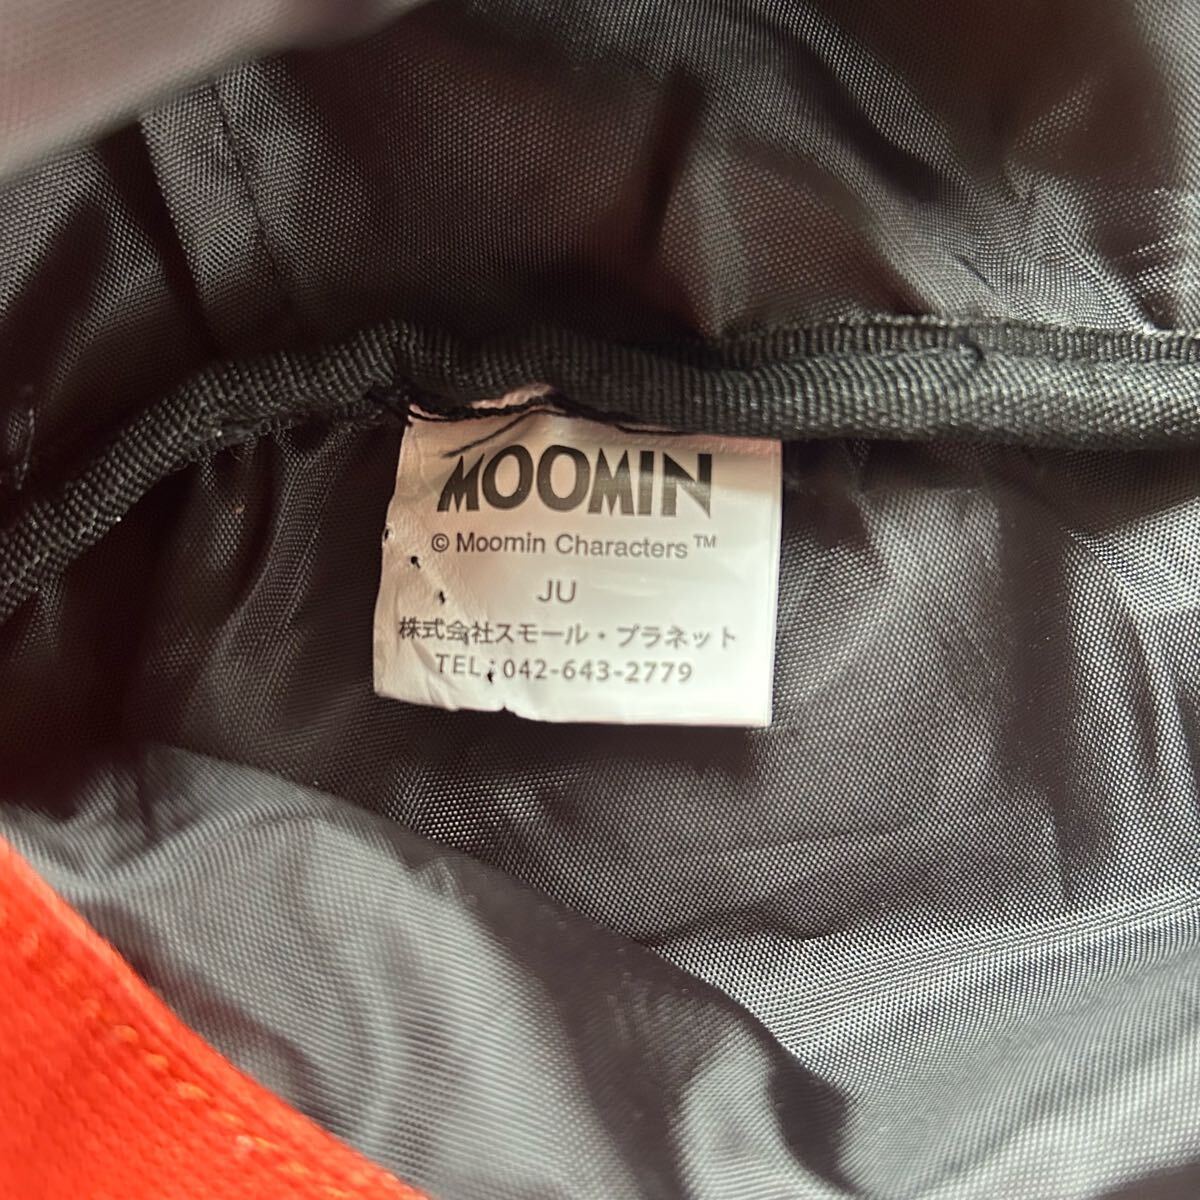 MOOMIN
© Moomin Characters™
JU
株式会社スモール・プラネット
TEL:042-643-2779